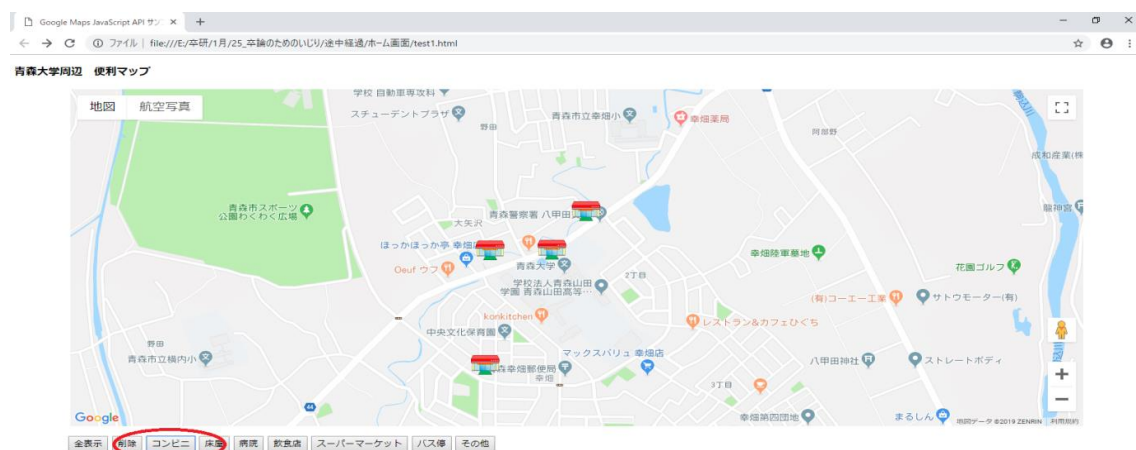 Google Maps JavaScript API サン
ファイル | file:///E:/卒研/1月/25_卒論のためのいじり/途中経過/ホーム画面/test1.html
青森大学周辺 便利マップ
地図 航空写真
学校 自動車専攻科
スチューデントプラザ
野田
青森市立幸畑小
幸畑薬局
阿部野
駒込川
成和産業(株
龍神宮
青森市スポーツ
公園わくわく広場
大矢沢
青森警察署 八甲田
ほっかほっか亭 幸畑
Oeuf ウフ
青森大学
学校法人青森山田
学園 青森山田高等…
2丁目
幸畑陸軍墓地
花園ゴルフ
(有)コーエー工業
サトウモーター(有)
konkitchen
中央文化保育園
レストラン&カフェひぐち
野田
青森市立横内小
マックスバリュ 幸畑店
森幸畑郵便局
幸畑
八甲田神社
ストレートボディ
3丁目
幸畑第四団地
まるしん
Google
地図データ ©2019 ZENRIN 利用規約
全表示 削除 コンビニ 床屋 病院 飲食店 スーパーマーケット バス停 その他